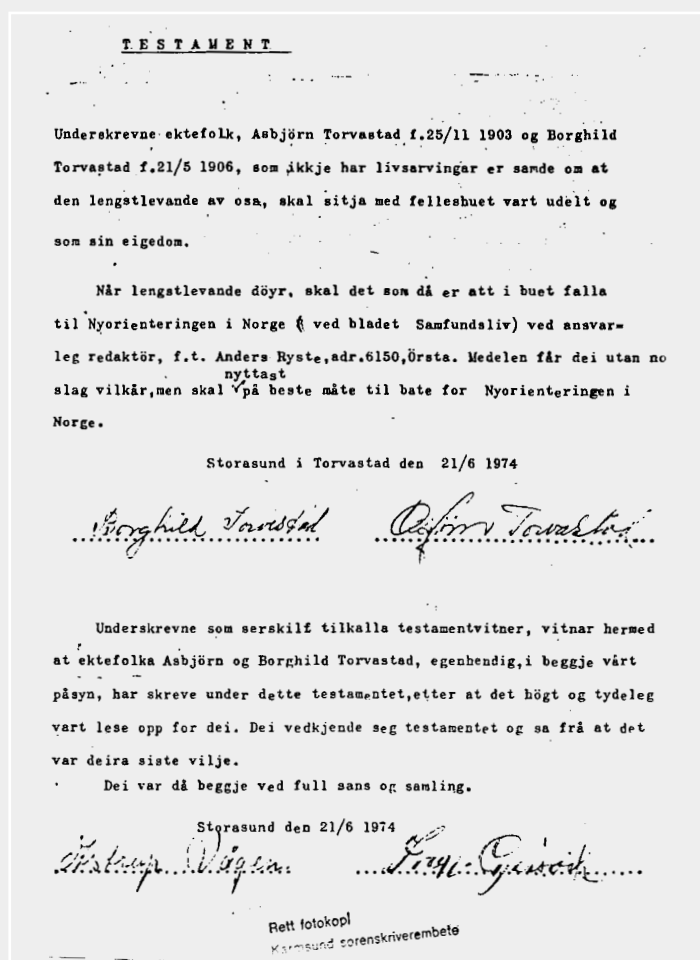 TESTAMENT
Underskrevne ektefolk, Asbjörn Torvastad f.25/11 1903 og Borghild
Torvastad f.21/5 1906, som ikkje har livsarvingar er samde om at
den lengstlevande av osa, skal sitja med felleshuet vart udelt og
som sin eigedom.
Når lengstlevande döyr, skal det som då er att i buet falla
til Nyorienteringen i Norge ( ved bladet Samfundsliv) ved ansvar=
leg redaktör, f.t. Anders Ryste,adr.6150,Örsta. Medelen får dei utan no
nyttast
slag vilkår,men skal på beste måte til bate for Nyorienteringen i
Norge.
Storasund i Torvastad den 21/6 1974
Borghild Torvastad Asbjörn Torvastad
Underskrevne som serskilf tilkalla testamentvitner, vitnar hermed
at ektefolka Asbjörn og Borghild Torvastad, egenhendig,i beggje vårt
påsyn, har skreve under dette testamentet,etter at det högt og tydeleg
vart lese opp for dei. Dei vedkjende seg testamentet og sa frå at det
var deira siste vilje.
Dei var då beggje ved full sans og samling.
Storasund den 21/6 1974
Vågen
Rett fotokopi
Karmsund sorenskriverembete